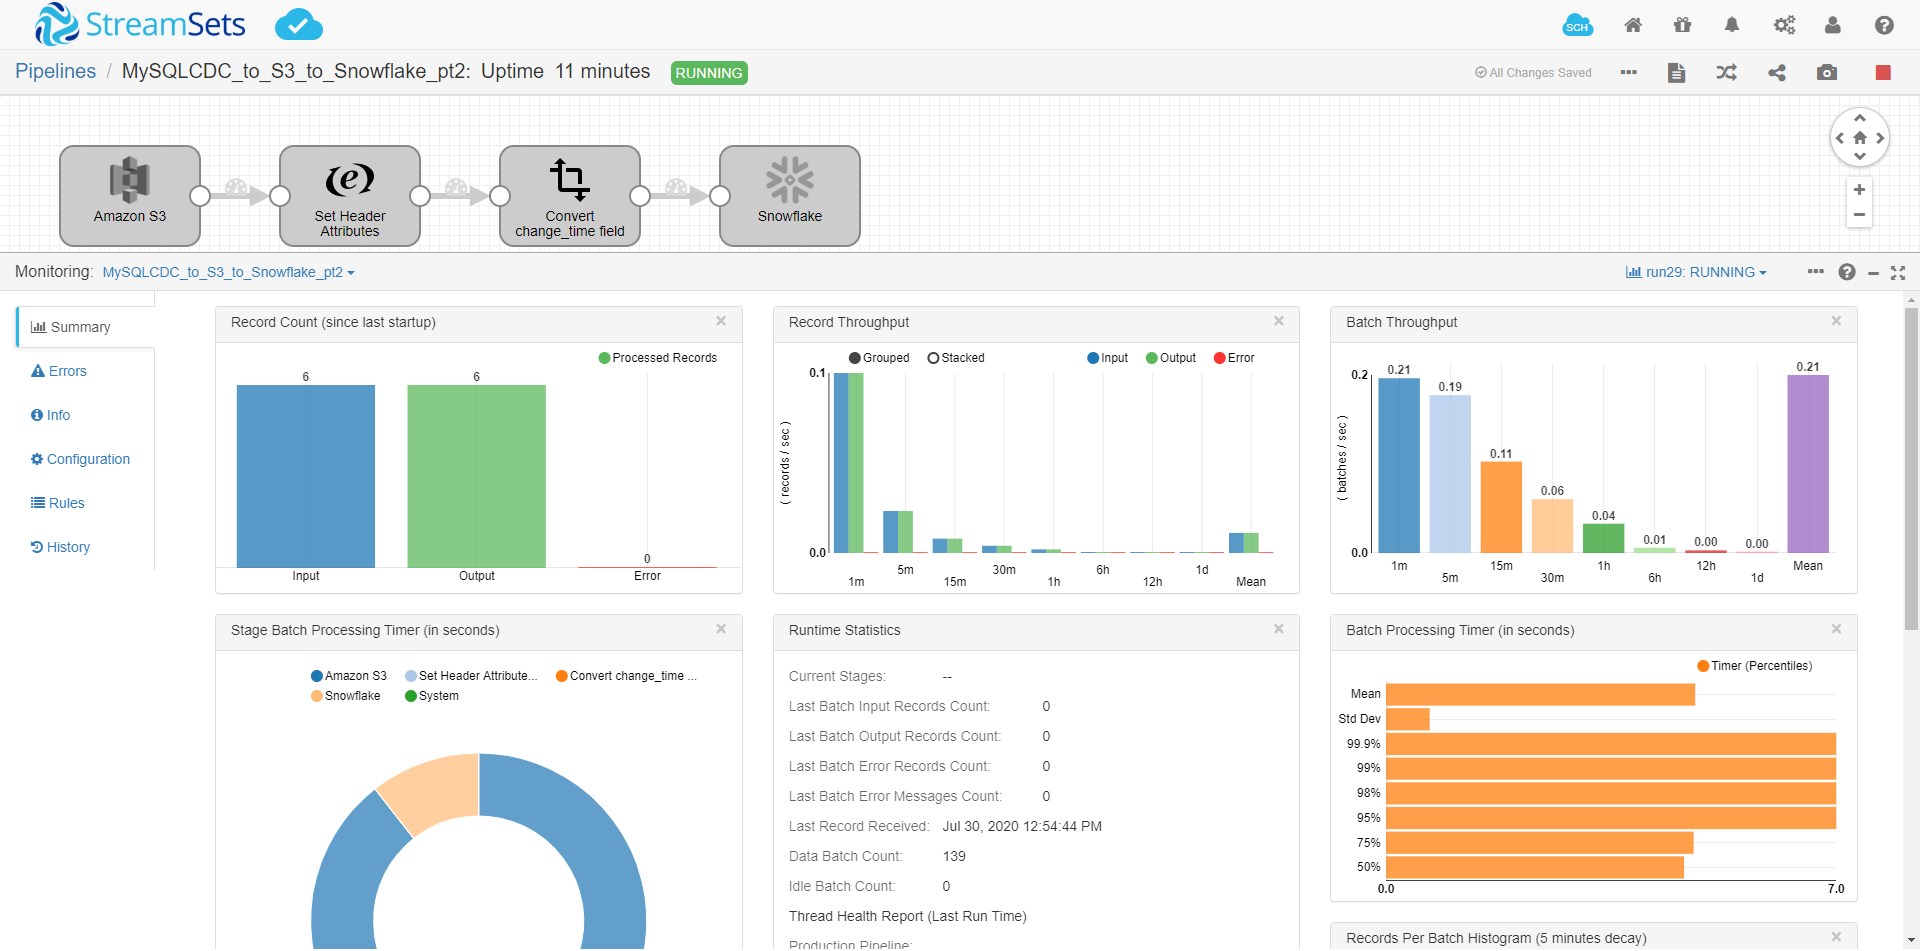 StreamSets
SCH
Pipelines / MySQLCDC_to_S3_to_Snowflake_pt2: Uptime 11 minutes RUNNING
All Changes Saved
Amazon S3
Set Header
Attributes
Convert
change_time field
Snowflake
+
−
Monitoring: MySQLCDC_to_S3_to_Snowflake_pt2
run29: RUNNING
Summary
Errors
Info
Configuration
Rules
History
Record Count (since last startup)
Processed Records
6
6
0
Input
Output
Error
Record Throughput
Grouped
Stacked
Input
Output
Error
0.1
( records / sec )
0.0
1m
5m
15m
30m
1h
6h
12h
1d
Mean
Batch Throughput
0.2
( batches / sec )
0.0
0.21
0.19
0.11
0.06
0.04
0.01
0.00
0.00
0.21
1m
5m
15m
30m
1h
6h
12h
1d
Mean
Stage Batch Processing Timer (in seconds)
Amazon S3
Set Header Attribute...
Convert change_time ...
Snowflake
System
Runtime Statistics
Current Stages: --
Last Batch Input Records Count: 0
Last Batch Output Records Count: 0
Last Batch Error Records Count: 0
Last Batch Error Messages Count: 0
Last Record Received: Jul 30, 2020 12:54:44 PM
Data Batch Count: 139
Idle Batch Count: 0
Thread Health Report (Last Run Time)
Production Pipeline:
Batch Processing Timer (in seconds)
Timer (Percentiles)
Mean
Std Dev
99.9%
99%
98%
95%
75%
50%
0.0
7.0
Records Per Batch Histogram (5 minutes decay)